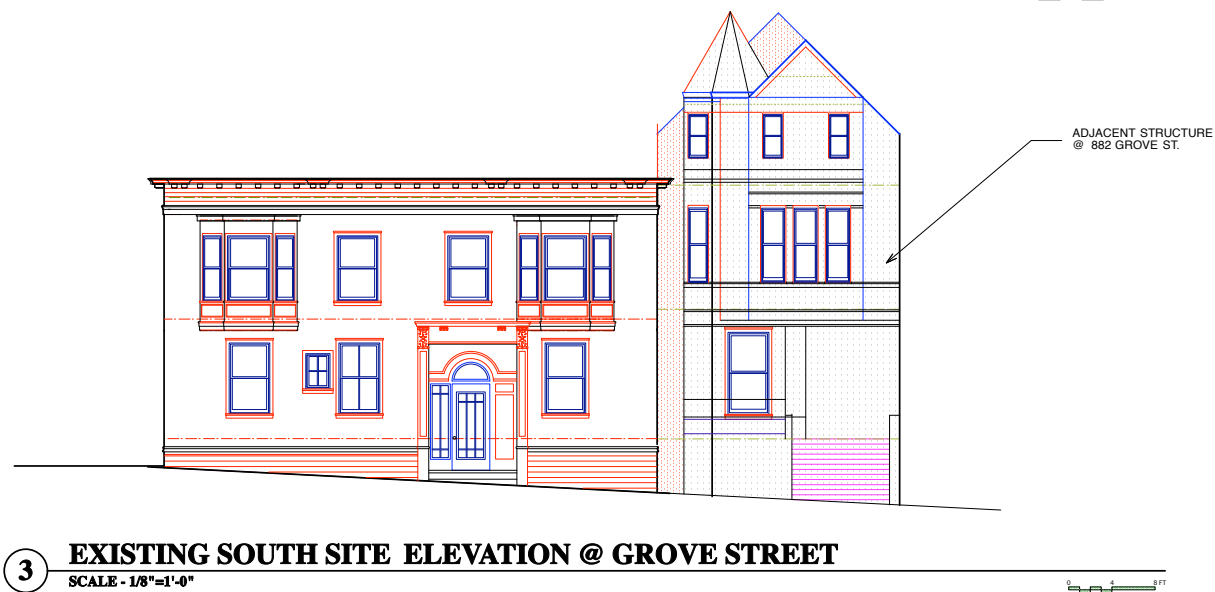 ADJACENT STRUCTURE
@ 882 GROVE ST.
3
EXISTING SOUTH SITE ELEVATION @ GROVE STREET
SCALE - 1/8"=1'-0"
0 4 8 FT